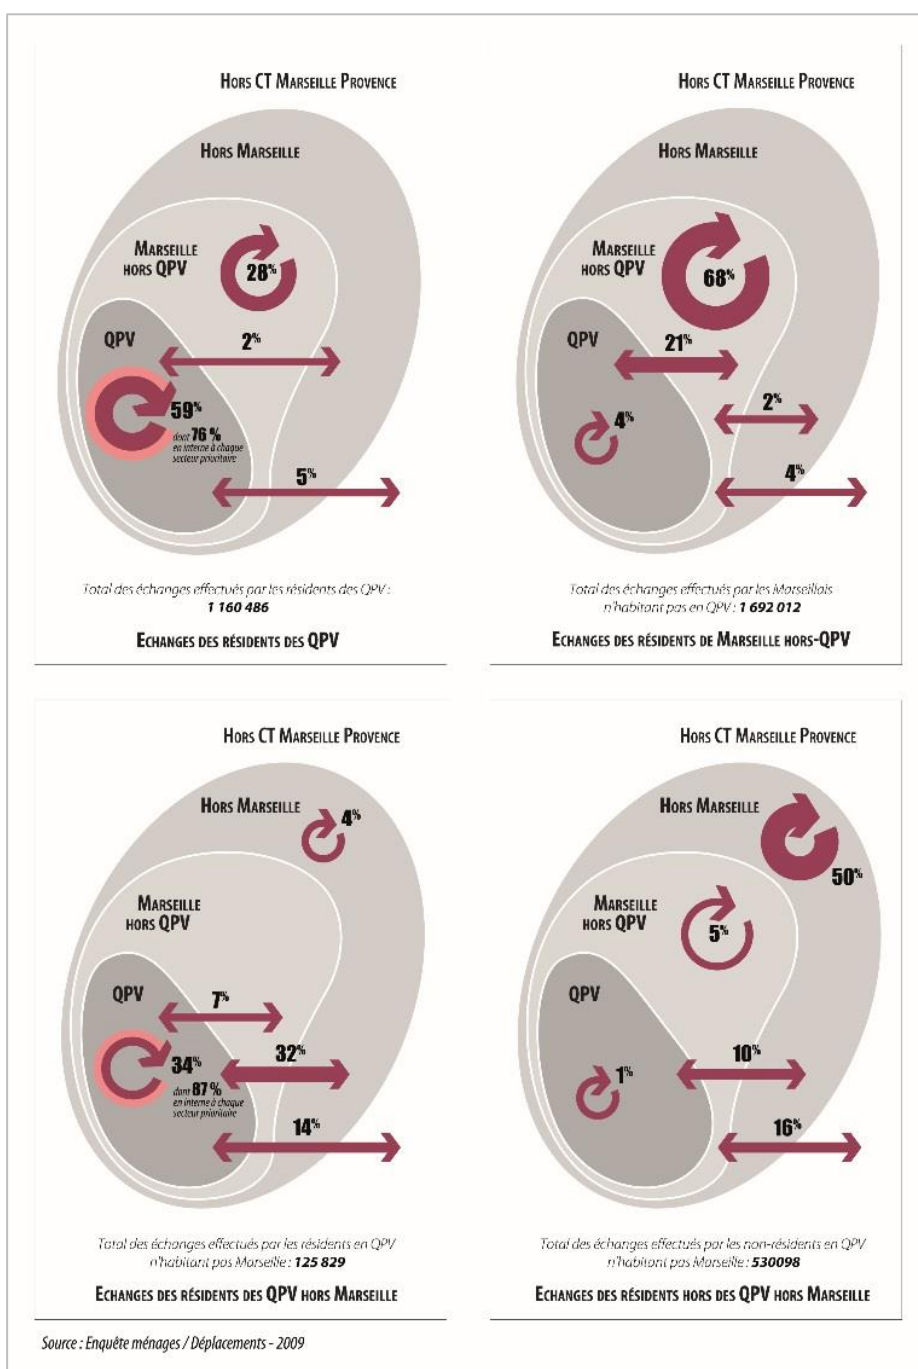 HORS CT MARSEILLE PROVENCE
HORS MARSEILLE
MARSEILLE
HORS QPV
28%
QPV
2%
59%
dont 76 %
en interne à chaque
secteur prioritaire
5%
Total des échanges effectués par les résidents des QPV :
1 160 486
ECHANGES DES RÉSIDENTS DES QPV
HORS CT MARSEILLE PROVENCE
HORS MARSEILLE
MARSEILLE
HORS QPV
68%
QPV
21%
2%
4%
4%
Total des échanges effectués par les Marseillais
n'habitant pas en QPV : 1 692 012
ECHANGES DES RÉSIDENTS DE MARSEILLE HORS-QPV
HORS CT MARSEILLE PROVENCE
HORS MARSEILLE
4%
MARSEILLE
HORS QPV
QPV
7%
32%
34%
dont 87 %
en interne à chaque
secteur prioritaire
14%
Total des échanges effectués par les résidents en QPV
n'habitant pas Marseille : 125 829
ECHANGES DES RÉSIDENTS DES QPV HORS MARSEILLE
HORS CT MARSEILLE PROVENCE
HORS MARSEILLE
50%
MARSEILLE
HORS QPV
5%
QPV
10%
1%
16%
Total des échanges effectués par les non-résidents en QPV
n'habitant pas Marseille : 530098
ECHANGES DES RÉSIDENTS HORS DES QPV HORS MARSEILLE
Source : Enquête ménages / Déplacements - 2009